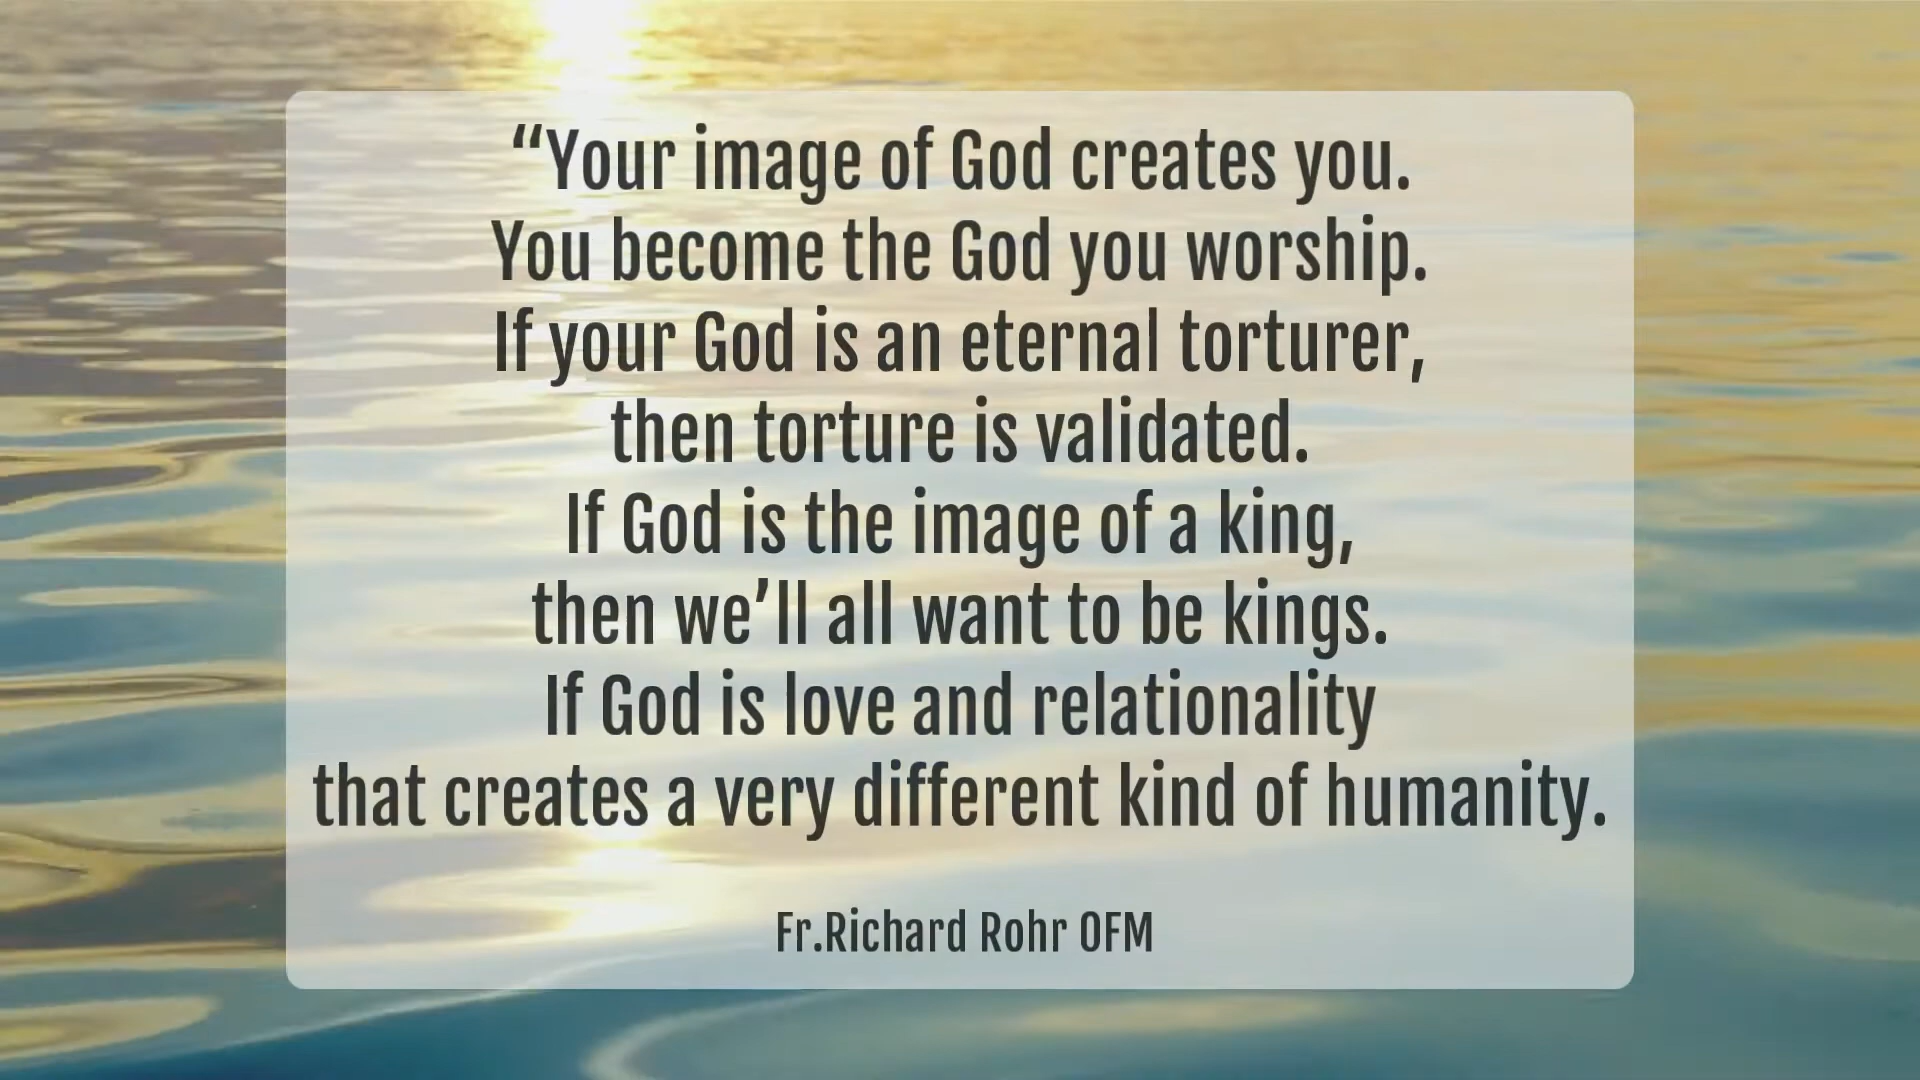 “Your image of God creates you.
You become the God you worship.
If your God is an eternal torturer,
then torture is validated.
If God is the image of a king,
then we’ll all want to be kings.
If God is love and relationality
that creates a very different kind of humanity.
Fr.Richard Rohr OFM